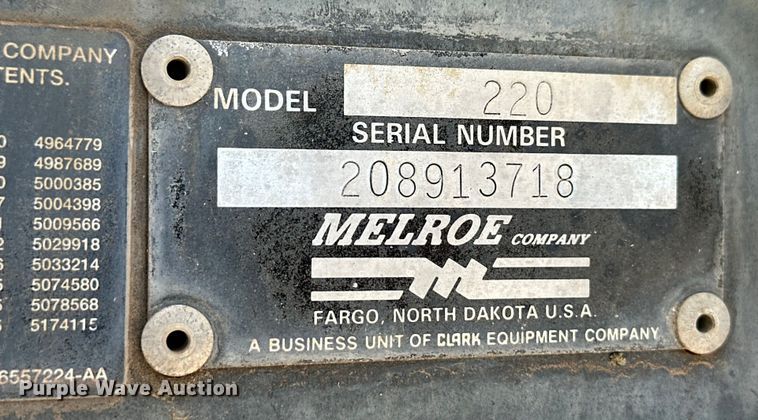 COMPANY
TENTS.
4964779
4987689
5000385
5004398
5009566
5029918
5033214
5074580
5078568
5174115
6557224-AA
MODEL 220
SERIAL NUMBER
208913718
MELROE COMPANY
FARGO, NORTH DAKOTA U.S.A.
A BUSINESS UNIT OF CLARK EQUIPMENT COMPANY
Purple Wave Auction